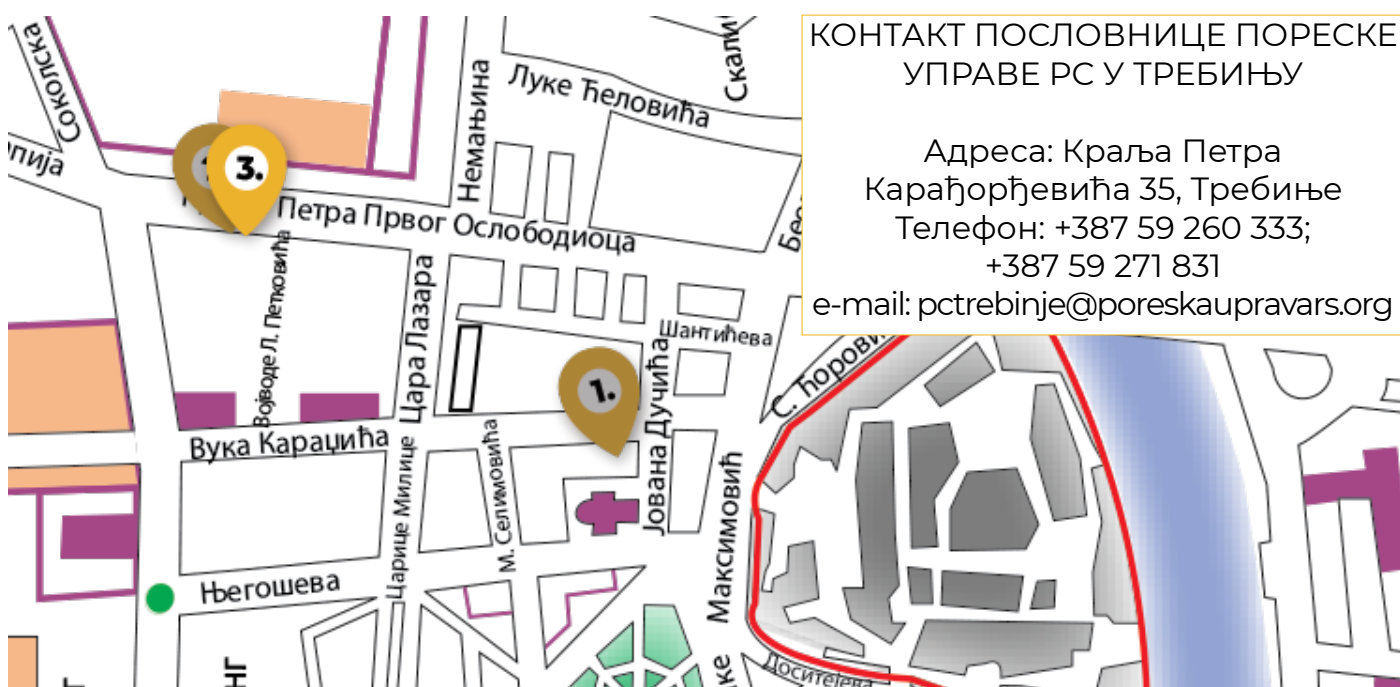 КОНТАКТ ПОСЛОВНИЦЕ ПОРЕСКЕ
УПРАВЕ РС У ТРЕБИЊУ
Адреса: Краља Петра
Карађорђевића 35, Требиње
Телефон: +387 59 260 333;
+387 59 271 831
e-mail: pctrebinje@poreskaupravars.org
Соколска
Луке Ћеловића
Немањина
3.
Петра Првог Ослободиоца
Војводе Л. Петковића
Цара Лазара
Шантићева
1.
Јована Дучића
С. Ћорови
Вука Караџића
Царице Милице
М. Селимовића
Максимовић
Његошева
Доситејева